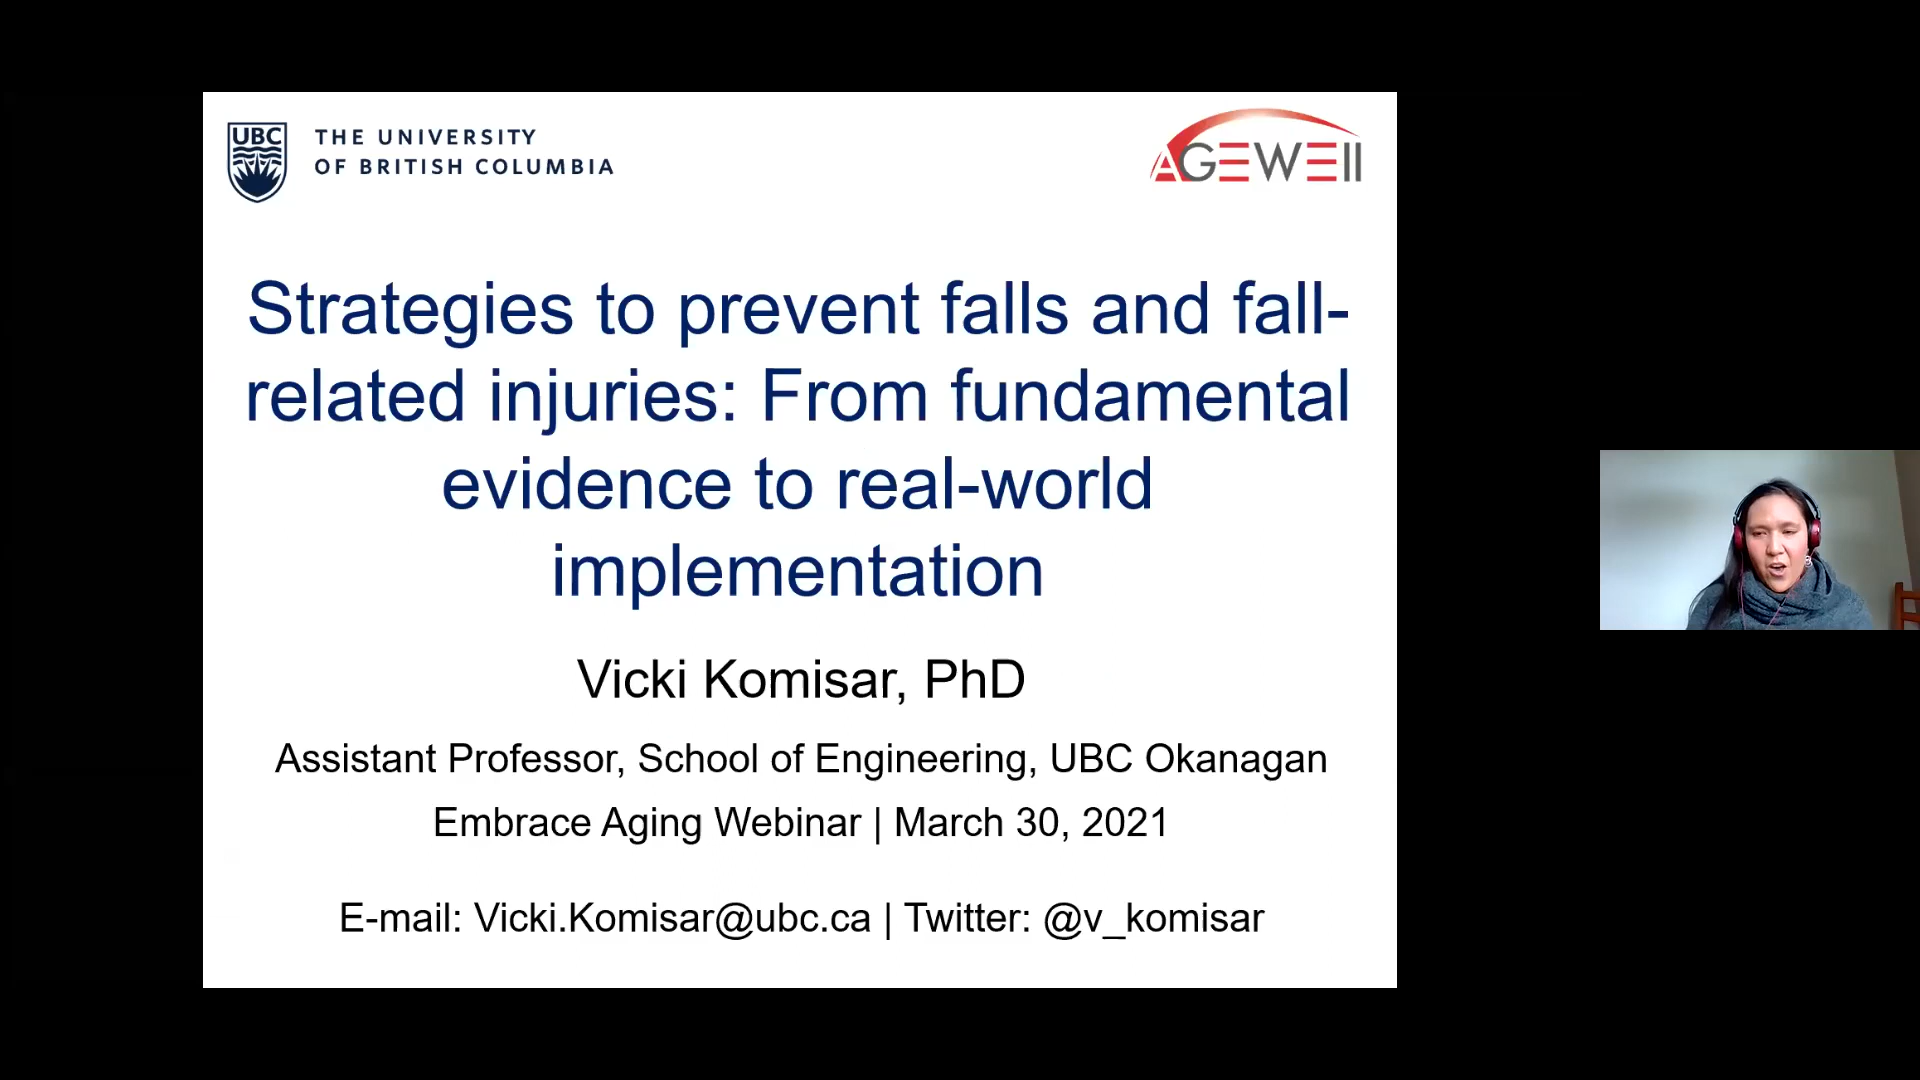 UBC
THE UNIVERSITY
OF BRITISH COLUMBIA
AGEWEll
Strategies to prevent falls and fall-
related injuries: From fundamental
evidence to real-world
implementation
Vicki Komisar, PhD
Assistant Professor, School of Engineering, UBC Okanagan
Embrace Aging Webinar | March 30, 2021
E-mail: Vicki.Komisar@ubc.ca | Twitter: @v_komisar